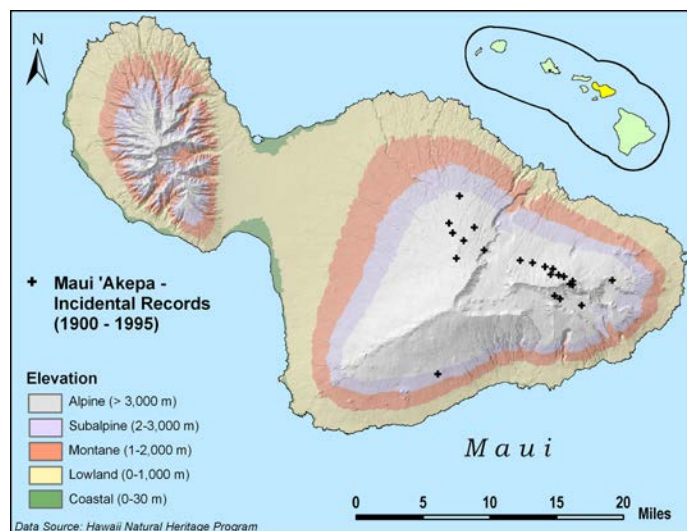 N
Maui 'Akepa -
Incidental Records
(1900 - 1995)
Elevation
Alpine (> 3,000 m)
Subalpine (2-3,000 m)
Montane (1-2,000 m)
Lowland (0-1,000 m)
Coastal (0-30 m)
Maui
Miles
0 5 10 15 20
Data Source: Hawaii Natural Heritage Program